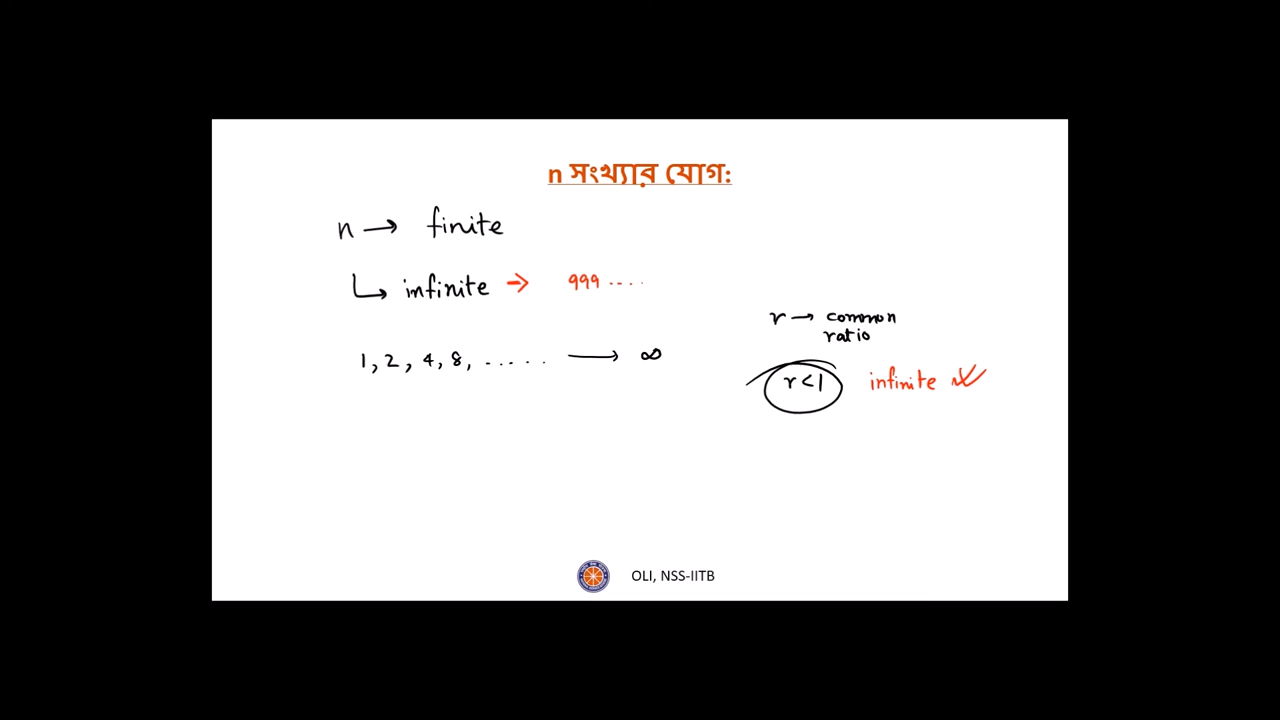 n সংখ্যার যোগ:
n → finite
↳ infinite → 999 ....
r → common
ratio
1, 2, 4, 8, ...... → ∞
r < 1 infinite
OLI, NSS-IITB